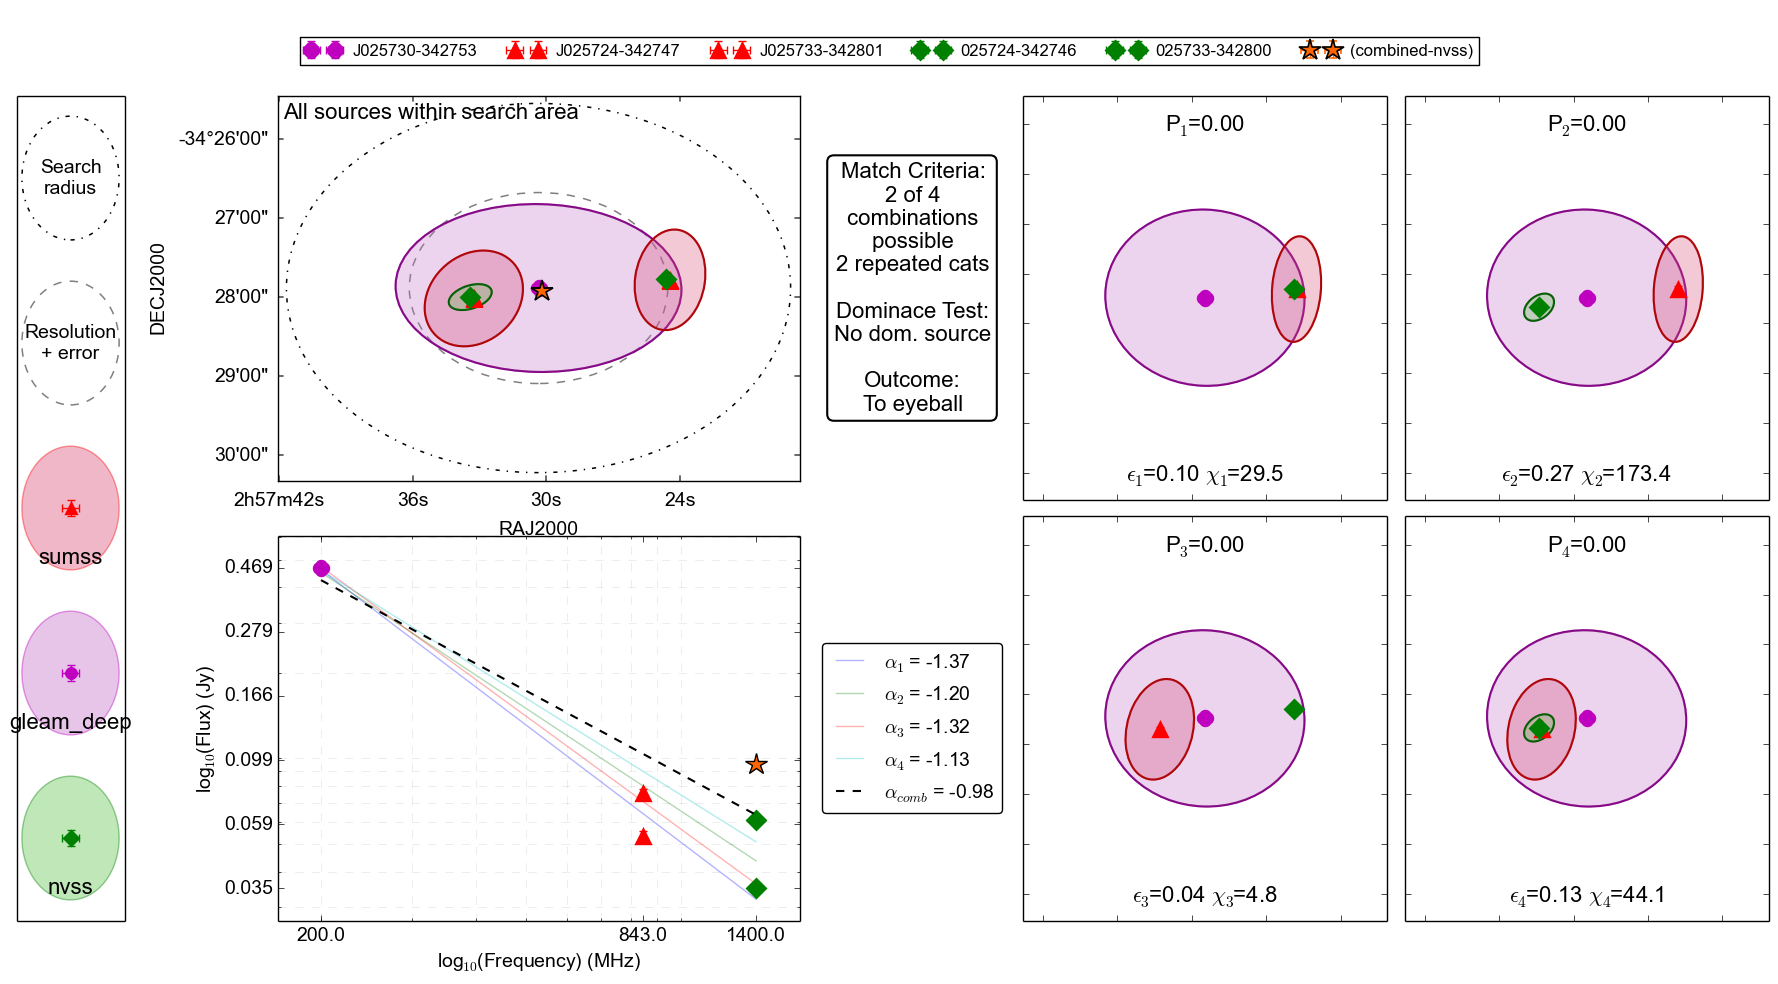 J025730-342753 J025724-342747 J025733-342801 025724-342746 025733-342800 (combined-nvss)
Search
radius
Resolution
+ error
sumss
gleam_deep
nvss
All sources within search area
DECJ2000
-34°26'00"
27'00"
28'00"
29'00"
30'00"
2h57m42s 36s 30s 24s
RAJ2000
Match Criteria:
2 of 4
combinations
possible
2 repeated cats
Dominace Test:
No dom. source
Outcome:
To eyeball
P1=0.00
ϵ1=0.10 χ1=29.5
P2=0.00
ϵ2=0.27 χ2=173.4
log10(Flux) (Jy)
0.469
0.279
0.166
0.099
0.059
0.035
200.0 843.0 1400.0
log10(Frequency) (MHz)
α1 = -1.37
α2 = -1.20
α3 = -1.32
α4 = -1.13
αcomb = -0.98
P3=0.00
ϵ3=0.04 χ3=4.8
P4=0.00
ϵ4=0.13 χ4=44.1